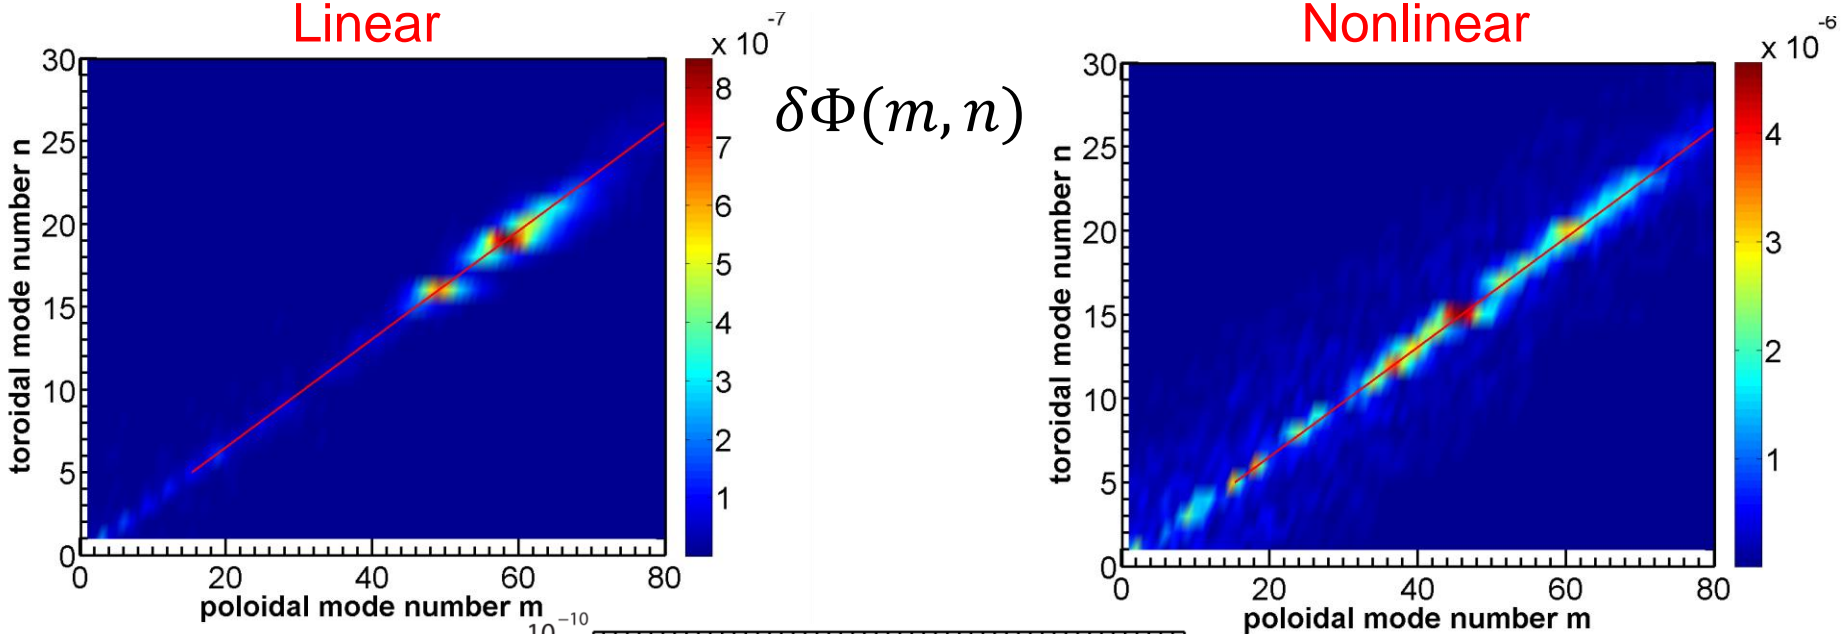 Linear
Nonlinear
x 10^-7
x 10^-6
δΦ(m, n)
toroidal mode number n
30
25
20
15
10
5
0
0 20 40 60 80
poloidal mode number m
8
7
6
5
4
3
2
1
toroidal mode number n
30
25
20
15
10
5
0
0 20 40 60 80
poloidal mode number m
4
3
2
1
10^-10